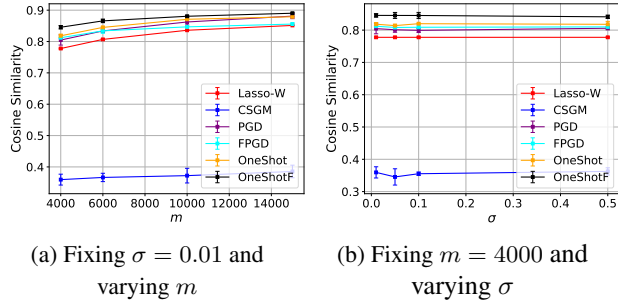 0.9
0.8
0.7
0.6
0.5
0.4
Cosine Similarity
Lasso-W
CSGM
PGD
FPGD
OneShot
OneShotF
4000 6000 8000 10000 12000 14000
m
(a) Fixing σ = 0.01 and
varying m
0.9
0.8
0.7
0.6
0.5
0.4
0.3
Cosine Similarity
Lasso-W
CSGM
PGD
FPGD
OneShot
OneShotF
0.0 0.1 0.2 0.3 0.4 0.5
σ
(b) Fixing m = 4000 and
varying σ